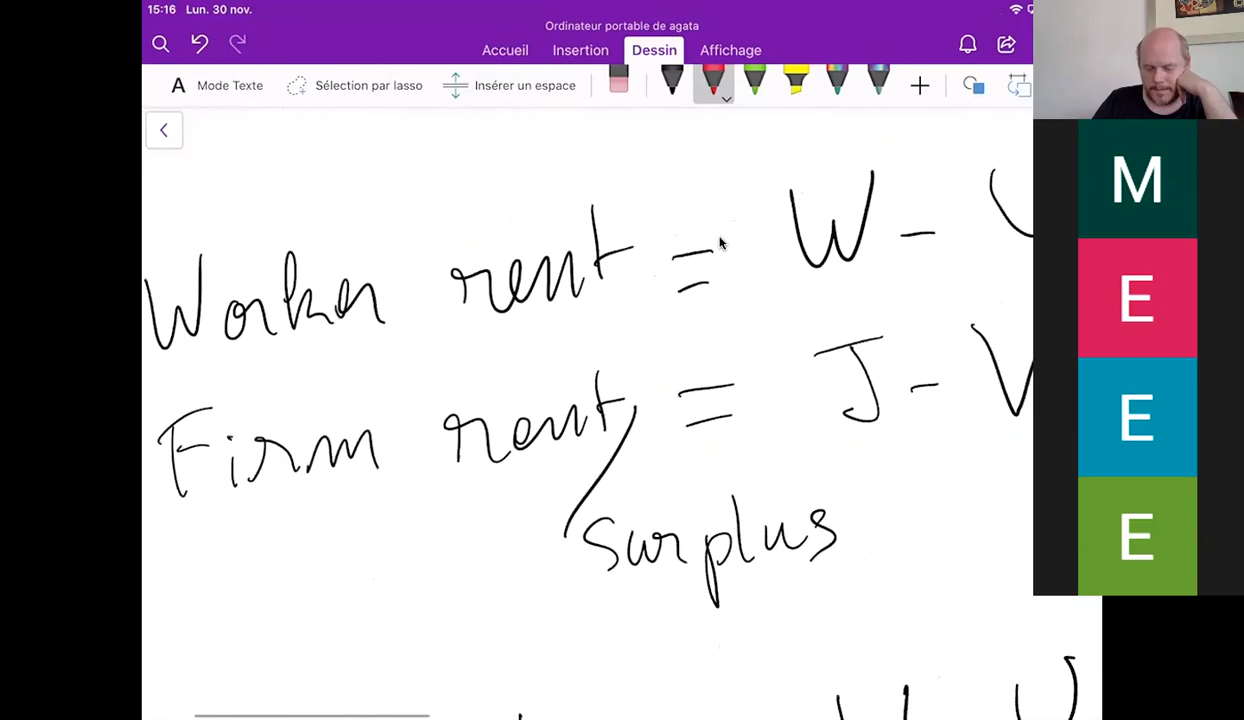 15:16 Lun. 30 nov.
Ordinateur portable de agata
Accueil Insertion Dessin Affichage
A Mode Texte Sélection par lasso Insérer un espace
Worker rent = W -
Firm rent = J - V
surplus
M
E
E
E